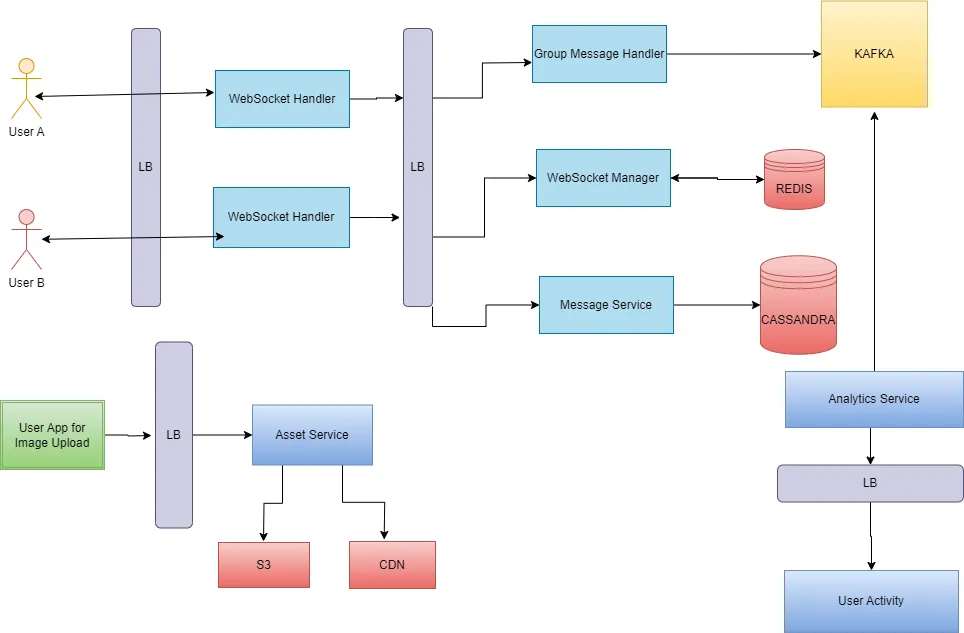 Group Message Handler
KAFKA
User A
WebSocket Handler
LB
LB
WebSocket Manager
REDIS
WebSocket Handler
User B
Message Service
CASSANDRA
User App for
Image Upload
LB
Asset Service
Analytics Service
LB
S3
CDN
User Activity